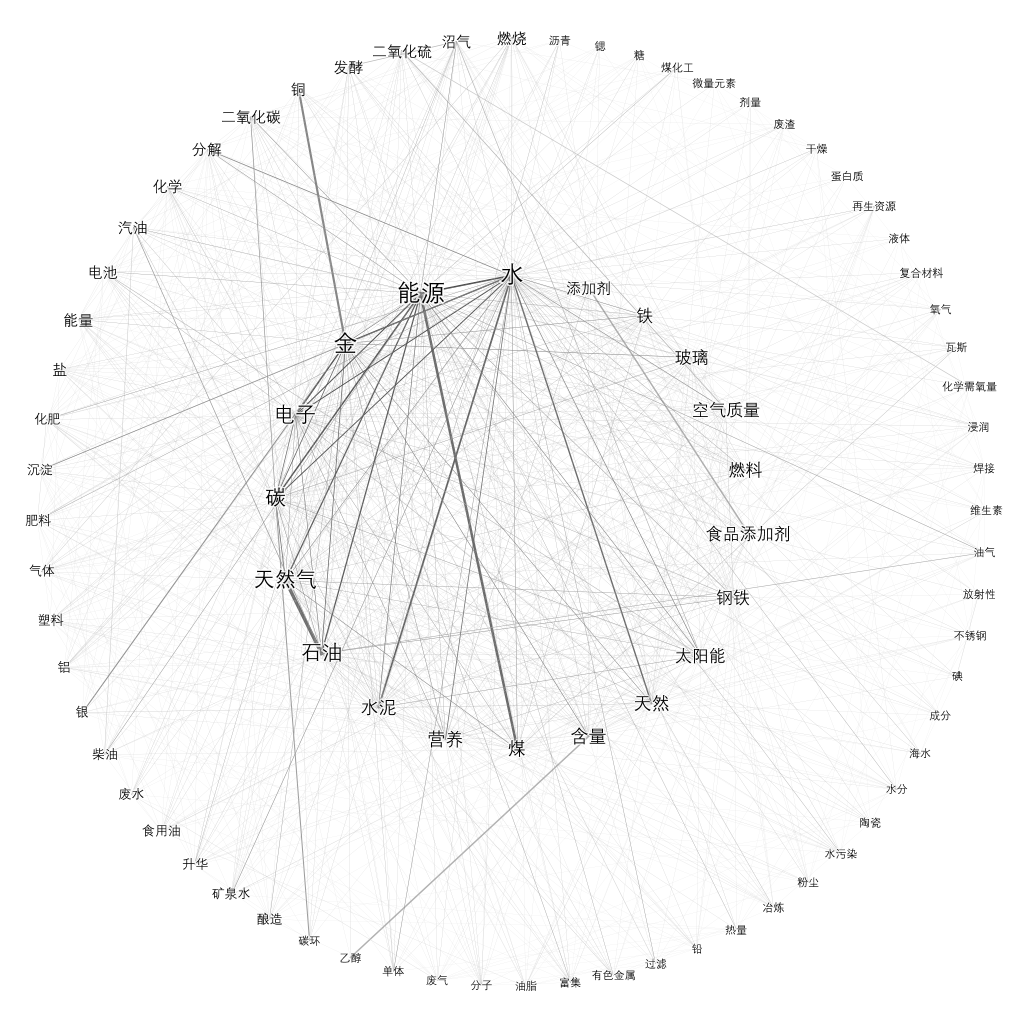 燃烧
沥青
锶
糖
煤化工
微量元素
剂量
废渣
干燥
蛋白质
再生资源
液体
复合材料
氧气
瓦斯
化学需氧量
浸润
焊接
维生素
油气
放射性
不锈钢
碘
成分
海水
水分
陶瓷
水污染
粉尘
冶炼
热量
铅
过滤
有色金属
富集
油脂
分子
废气
单体
乙醇
碳环
酿造
矿泉水
升华
食用油
废水
柴油
银
铝
塑料
气体
肥料
沉淀
化肥
盐
能量
电池
汽油
化学
分解
二氧化碳
铜
发酵
二氧化硫
沼气
水
添加剂
铁
玻璃
空气质量
燃料
食品添加剂
钢铁
太阳能
天然
含量
煤
营养
水泥
石油
天然气
碳
电子
金
能源